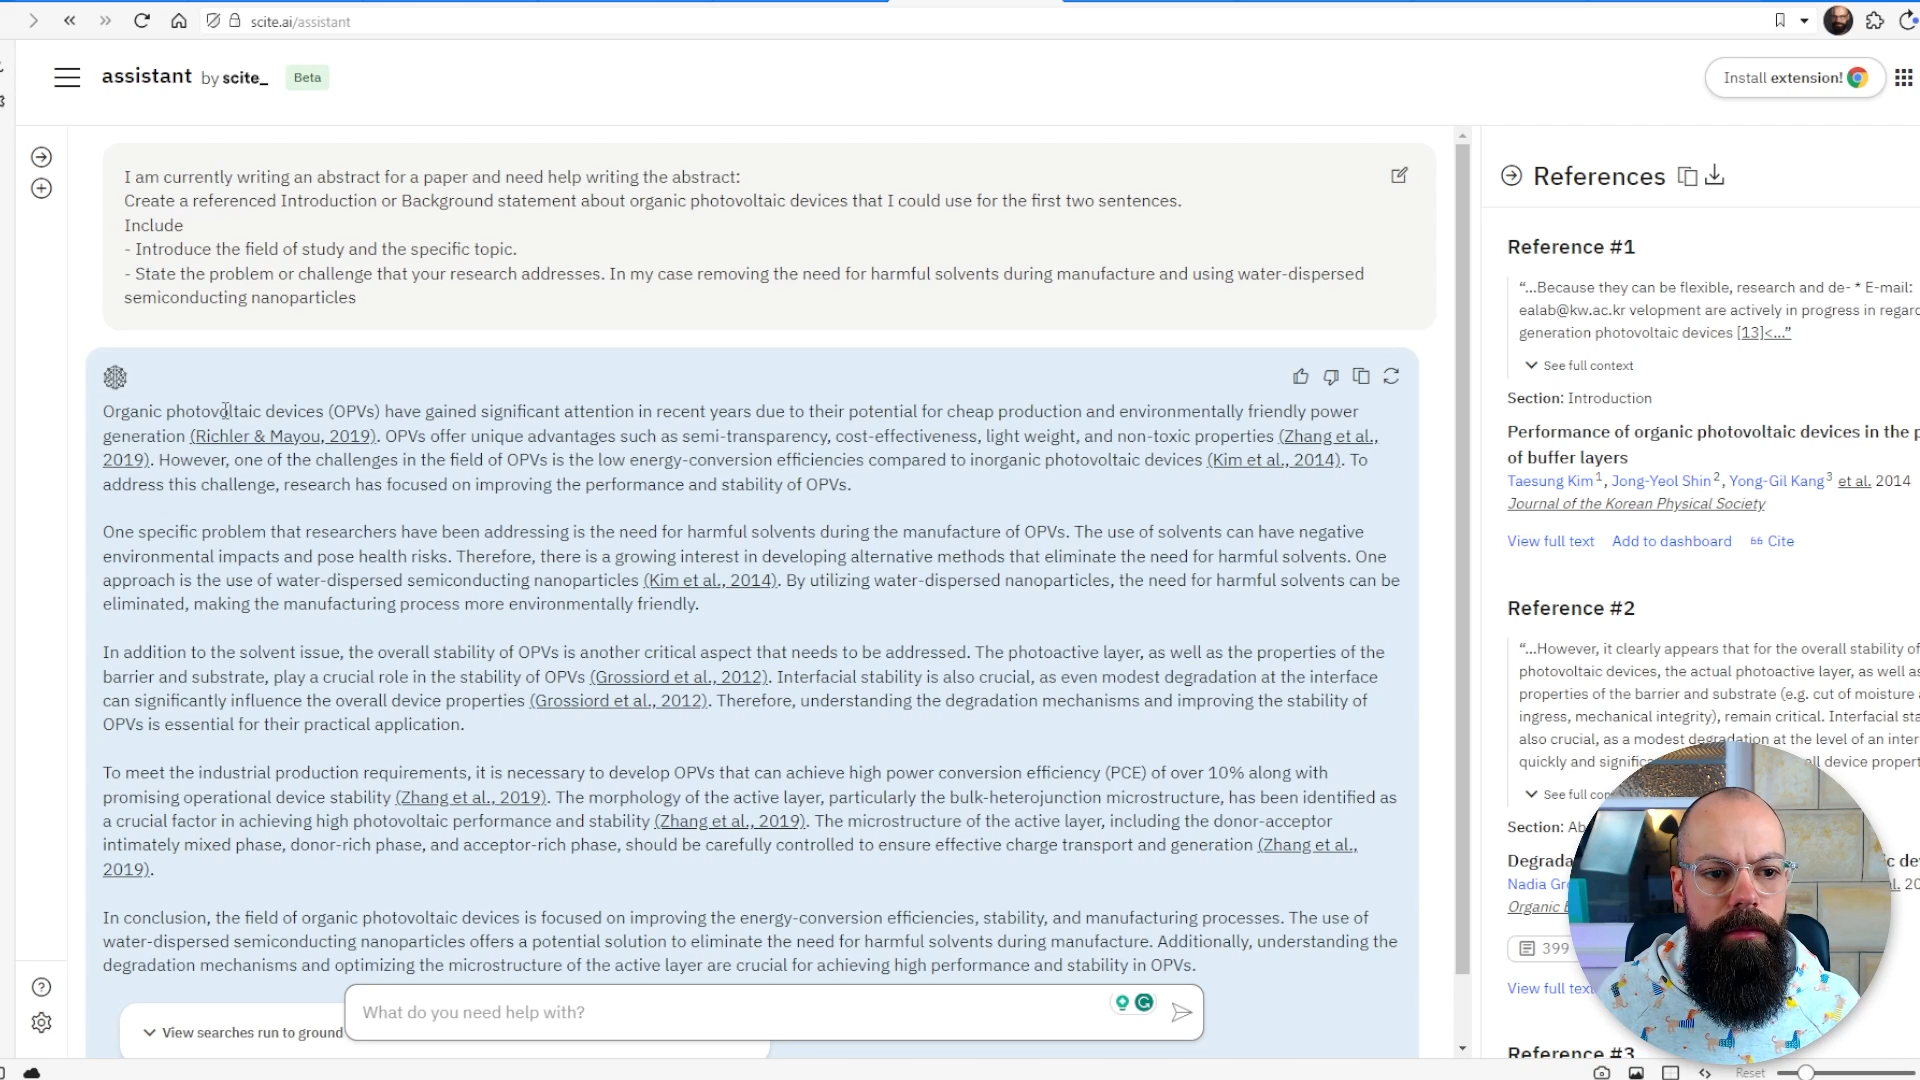 scite.ai/assistant
assistant by scite_ Beta
Install extension!
I am currently writing an abstract for a paper and need help writing the abstract:
Create a referenced Introduction or Background statement about organic photovoltaic devices that I could use for the first two sentences.
Include
- Introduce the field of study and the specific topic.
- State the problem or challenge that your research addresses. In my case removing the need for harmful solvents during manufacture and using water-dispersed
semiconducting nanoparticles
Organic photovoltaic devices (OPVs) have gained significant attention in recent years due to their potential for cheap production and environmentally friendly power
generation (Richler & Mayou, 2019). OPVs offer unique advantages such as semi-transparency, cost-effectiveness, light weight, and non-toxic properties (Zhang et al.,
2019). However, one of the challenges in the field of OPVs is the low energy-conversion efficiencies compared to inorganic photovoltaic devices (Kim et al., 2014). To
address this challenge, research has focused on improving the performance and stability of OPVs.
One specific problem that researchers have been addressing is the need for harmful solvents during the manufacture of OPVs. The use of solvents can have negative
environmental impacts and pose health risks. Therefore, there is a growing interest in developing alternative methods that eliminate the need for harmful solvents. One
approach is the use of water-dispersed semiconducting nanoparticles (Kim et al., 2014). By utilizing water-dispersed nanoparticles, the need for harmful solvents can be
eliminated, making the manufacturing process more environmentally friendly.
In addition to the solvent issue, the overall stability of OPVs is another critical aspect that needs to be addressed. The photoactive layer, as well as the properties of the
barrier and substrate, play a crucial role in the stability of OPVs (Grossiord et al., 2012). Interfacial stability is also crucial, as even modest degradation at the interface
can significantly influence the overall device properties (Grossiord et al., 2012). Therefore, understanding the degradation mechanisms and improving the stability of
OPVs is essential for their practical application.
To meet the industrial production requirements, it is necessary to develop OPVs that can achieve high power conversion efficiency (PCE) of over 10% along with
promising operational device stability (Zhang et al., 2019). The morphology of the active layer, particularly the bulk-heterojunction microstructure, has been identified as
a crucial factor in achieving high photovoltaic performance and stability (Zhang et al., 2019). The microstructure of the active layer, including the donor-acceptor
intimately mixed phase, donor-rich phase, and acceptor-rich phase, should be carefully controlled to ensure effective charge transport and generation (Zhang et al.,
2019).
In conclusion, the field of organic photovoltaic devices is focused on improving the energy-conversion efficiencies, stability, and manufacturing processes. The use of
water-dispersed semiconducting nanoparticles offers a potential solution to eliminate the need for harmful solvents during manufacture. Additionally, understanding the
degradation mechanisms and optimizing the microstructure of the active layer are crucial for achieving high performance and stability in OPVs.
What do you need help with?
View searches run to ground
References
Reference #1
“...Because they can be flexible, research and de- * E-mail:
ealab@kw.ac.kr velopment are actively in progress in regard
generation photovoltaic devices [13]<...”
See full context
Section: Introduction
Performance of organic photovoltaic devices in the p
of buffer layers
Taesung Kim1, Jong-Yeol Shin2, Yong-Gil Kang3 et al. 2014
Journal of the Korean Physical Society
View full text Add to dashboard Cite
Reference #2
“...However, it clearly appears that for the overall stability of
photovoltaic devices, the actual photoactive layer, as well as
properties of the barrier and substrate (e.g. cut of moisture
ingress, mechanical integrity), remain critical. Interfacial sta
also crucial, as a modest degradation at the level of an inter
quickly and signific all device propert
See full con
Section: Ab
Degrada c de
Nadia Gro l. 20
Organic E
399
View full text
Reference #3
Reset